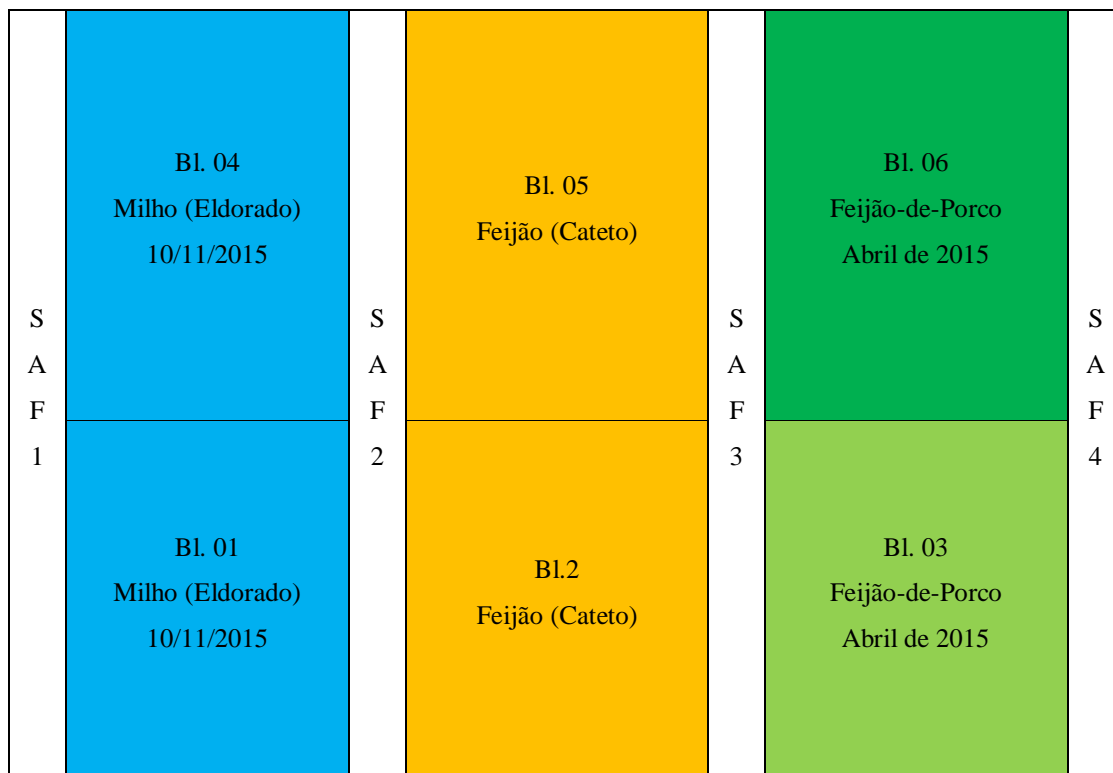 S
A
F
1
Bl. 04
Milho (Eldorado)
10/11/2015
Bl. 01
Milho (Eldorado)
10/11/2015
S
A
F
2
Bl. 05
Feijão (Cateto)
Bl.2
Feijão (Cateto)
S
A
F
3
Bl. 06
Feijão-de-Porco
Abril de 2015
Bl. 03
Feijão-de-Porco
Abril de 2015
S
A
F
4